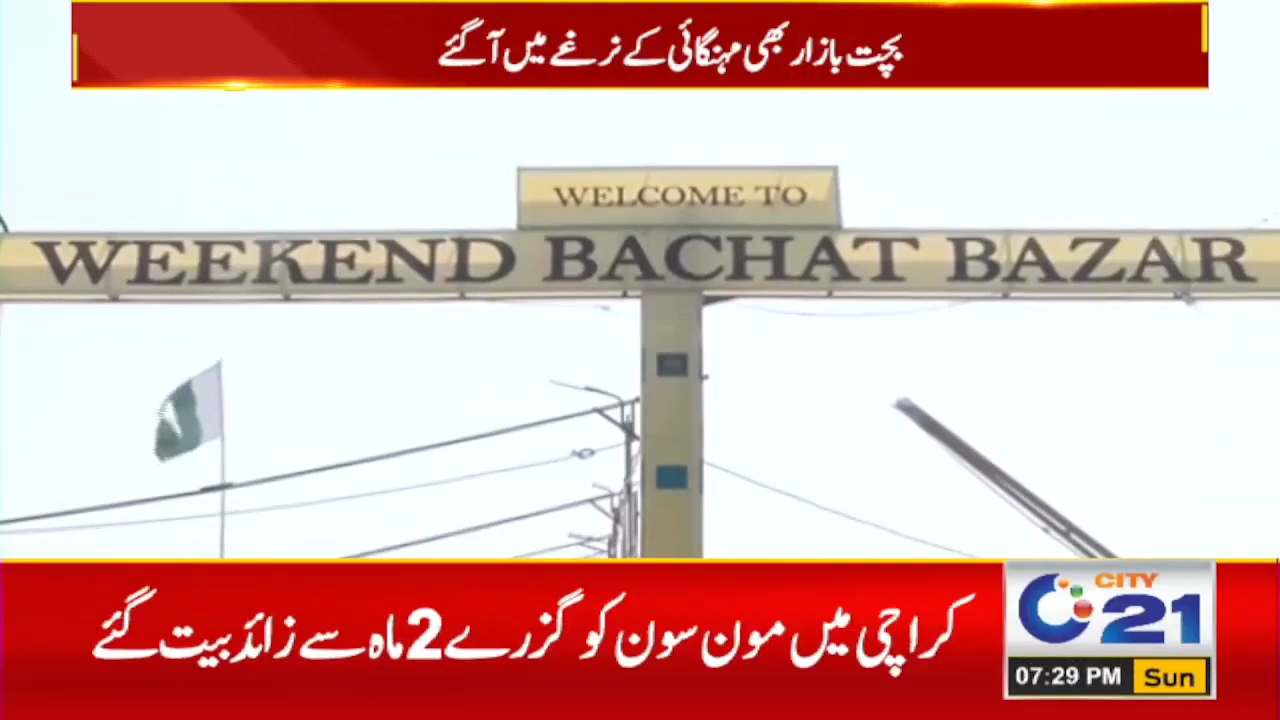 بچت بازار بھی مہنگائی کے نرغے میں آ گئے
WELCOME TO
WEEKEND BACHAT BAZAR
کراچی میں مون سون کو گزرے 2 ماہ سے زائد بیت گئے
CITY
21
07:29 PM Sun